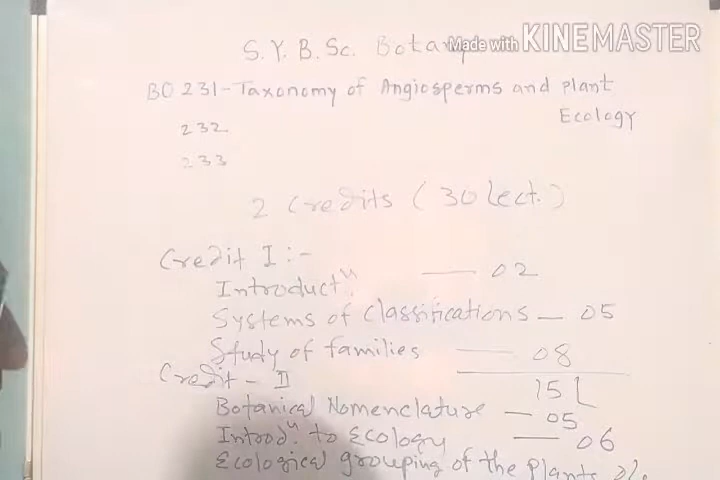 S.Y. B.Sc. Botany
Made with KINEMASTER
BO 231 - Taxonomy of Angiosperms and plant
Ecology
232
233
2 Credits (30 Lect.)
Credit I :-
Introductⁿ. — 02
Systems of classifications — 05
Study of families — 08
15 L
Credit - II
Botanical Nomenclature — 05
Introdⁿ. to Ecology — 06
Ecological grouping of the plants